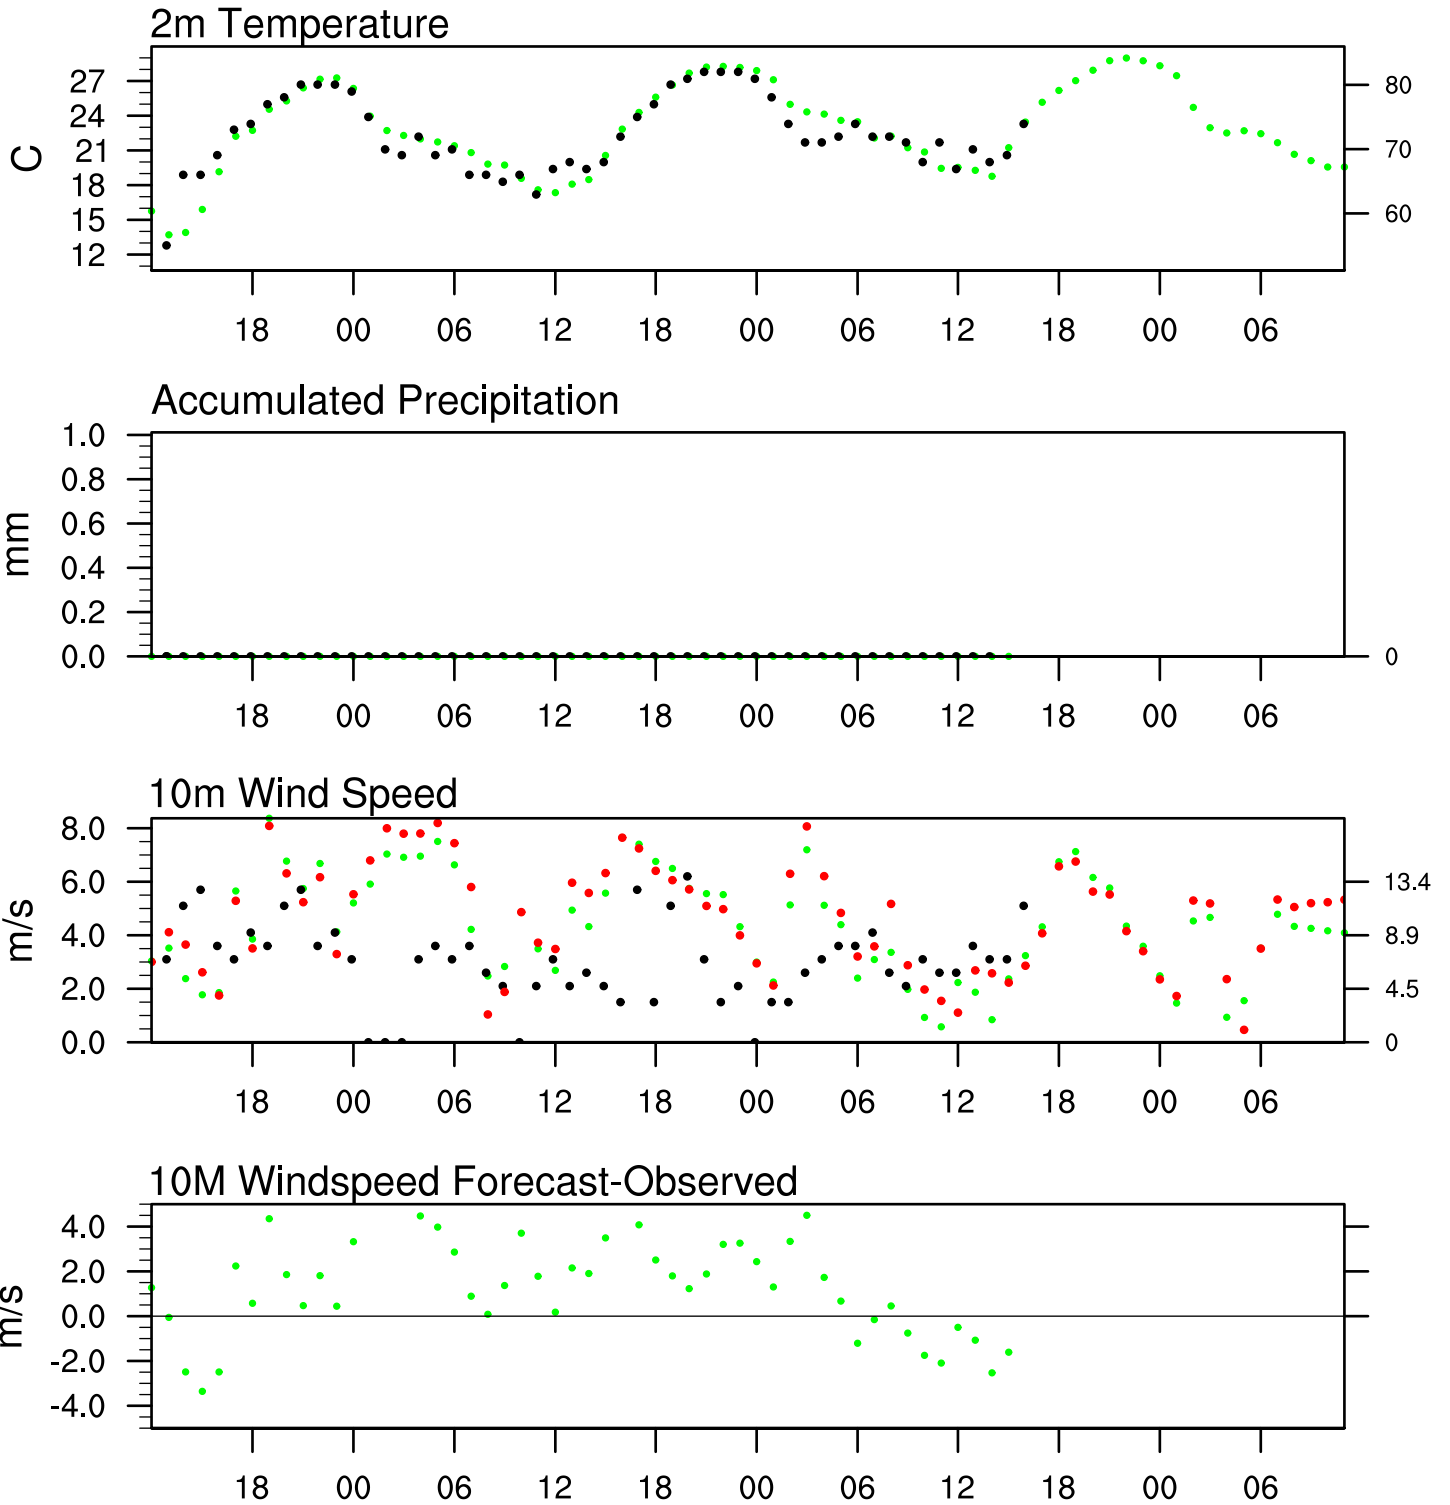 2m Temperature
27
24
21
18
15
12
C
80
70
60
18 00 06 12 18 00 06 12 18 00 06
Accumulated Precipitation
1.0
0.8
0.6
0.4
0.2
0.0
mm
0
18 00 06 12 18 00 06 12 18 00 06
10m Wind Speed
8.0
6.0
4.0
2.0
0.0
m/s
13.4
8.9
4.5
0
18 00 06 12 18 00 06 12 18 00 06
10M Windspeed Forecast-Observed
4.0
2.0
0.0
-2.0
-4.0
m/s
18 00 06 12 18 00 06 12 18 00 06